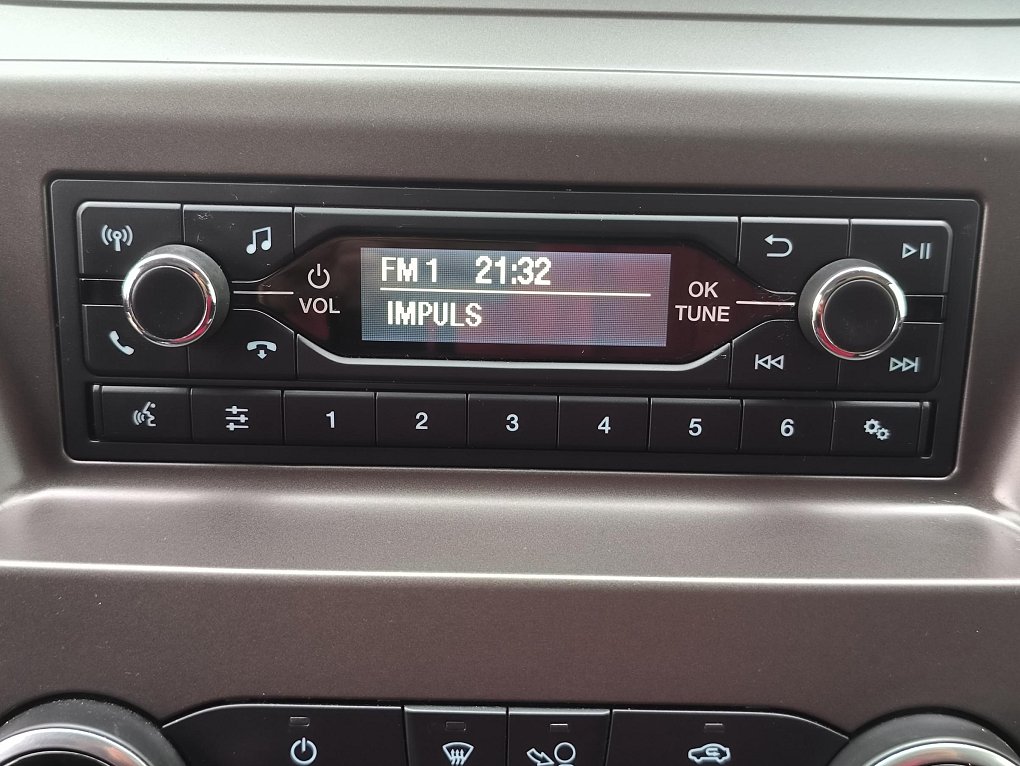 FM 1 21:32
IMPULS
VOL
OK
TUNE
1 2 3 4 5 6